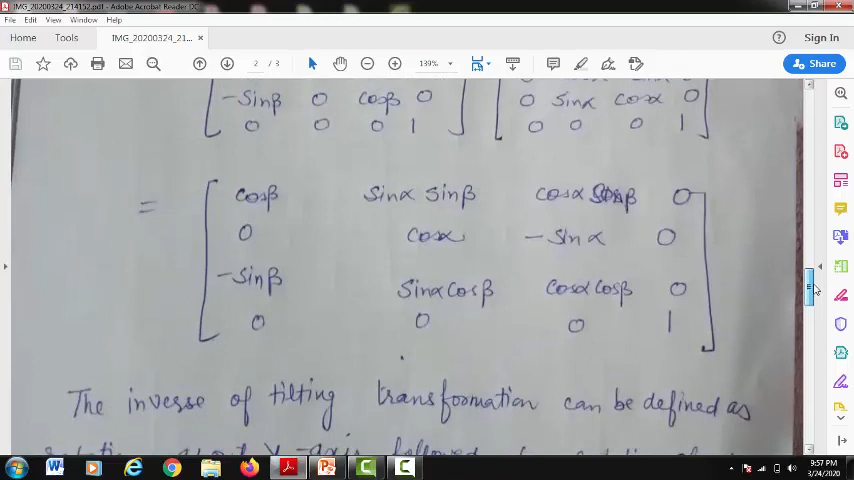 IMG_20200324_214152.pdf - Adobe Acrobat Reader DC
File Edit View Window Help
Home Tools IMG_20200324_21... × Sign In
2 / 3 139% Share
-Sinβ 0 cosβ 0 0 Sinα cosα 0
0 0 0 1 0 0 0 1
= cosβ Sinα Sinβ cosα Sinβ 0
0 cosα -Sinα 0
-Sinβ Sinα cosβ cosα cosβ 0
0 0 0 1
The inverse of tilting transformation can be defined as
9:57 PM
3/24/2020